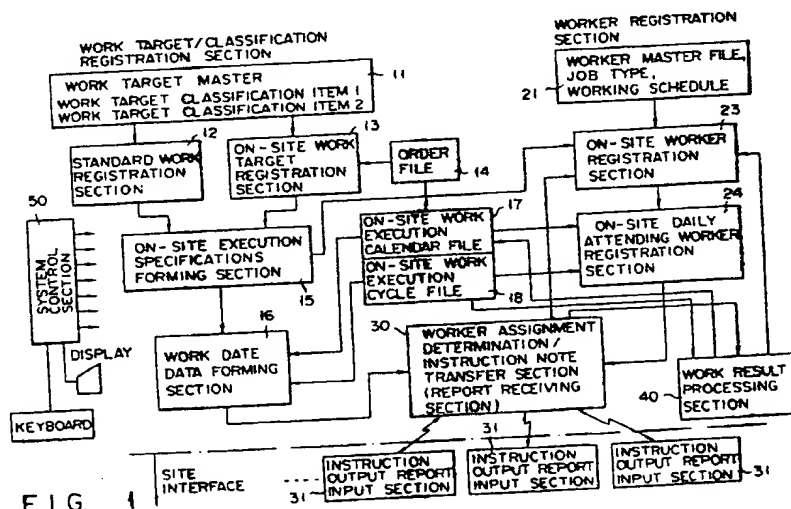 WORK TARGET/CLASSIFICATION
REGISTRATION SECTION
11
WORK TARGET MASTER
WORK TARGET CLASSIFICATION ITEM 1
WORK TARGET CLASSIFICATION ITEM 2
WORKER REGISTRATION
SECTION
21
WORKER MASTER FILE,
JOB TYPE,
WORKING SCHEDULE
12
STANDARD WORK
REGISTRATION
SECTION
13
ON-SITE WORK
TARGET
REGISTRATION
SECTION
ORDER
FILE
14
23
ON-SITE WORKER
REGISTRATION
SECTION
50
SYSTEM CONTROL
SECTION
17
ON-SITE WORK
EXECUTION
CALENDAR FILE
ON-SITE WORK
EXECUTION
CYCLE FILE
18
24
ON-SITE DAILY
ATTENDING WORKER
REGISTRATION
SECTION
ON-SITE EXECUTION
SPECIFICATIONS
FORMING SECTION
15
16
WORK DATE
DATA FORMING
SECTION
30
WORKER ASSIGNMENT
DETERMINATION/
INSTRUCTION NOTE
TRANSFER SECTION
(REPORT RECEIVING
SECTION)
40
WORK RESULT
PROCESSING
SECTION
DISPLAY
KEYBOARD
SITE
INTERFACE
31
INSTRUCTION
OUTPUT REPORT
INPUT SECTION
31
INSTRUCTION
OUTPUT REPORT
INPUT SECTION
INSTRUCTION
OUTPUT REPORT
INPUT SECTION
31
FIG. 1